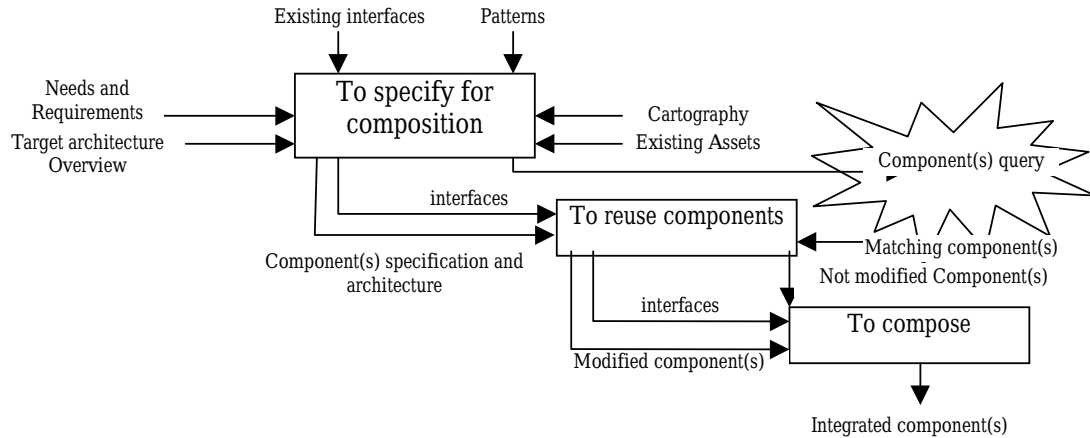 Existing interfaces
Patterns
Needs and
Requirements
To specify for
composition
Cartography
Target architecture
Overview
Existing Assets
Component(s) query
interfaces
To reuse components
Component(s) specification and
architecture
Matching component(s)
Not modified Component(s)
interfaces
To compose
Modified component(s)
Integrated component(s)